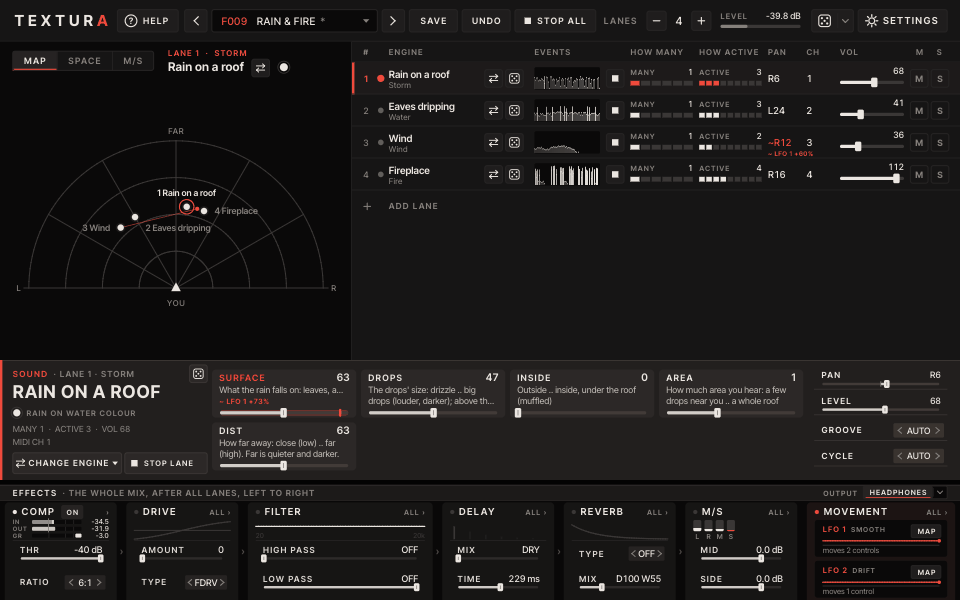 TEXTURA
? HELP
F009 RAIN & FIRE *
SAVE
UNDO
STOP ALL
LANES
4
LEVEL -39.8 dB
SETTINGS
MAP SPACE M/S
LANE 1 · STORM
Rain on a roof
FAR
1 Rain on a roof
4 Fireplace
3 Wind
2 Eaves dripping
L
R
YOU
# ENGINE EVENTS HOW MANY HOW ACTIVE PAN CH VOL M S
1 Rain on a roof MANY 1 ACTIVE 3 R6 1 68 M S
Storm
2 Eaves dripping MANY 1 ACTIVE 3 L24 2 41 M S
Water
3 Wind MANY 1 ACTIVE 2 ~R12 3 36 M S
Wind
~ LFO 1 +60%
4 Fireplace MANY 1 ACTIVE 4 R16 4 112 M S
Fire
+ ADD LANE
SOUND · LANE 1 · STORM
RAIN ON A ROOF
RAIN ON WATER COLOUR
MANY 1 · ACTIVE 3 · VOL 68
MIDI CH 1
CHANGE ENGINE
STOP LANE
SURFACE 63
What the rain falls on: leaves, a...
~ LFO 1 +73%
DROPS 47
The drops' size: drizzle .. big
drops (louder, darker); above th...
INSIDE 0
Outside .. inside, under the roof
(muffled)
AREA 1
How much area you hear: a few
drops near you .. a whole roof
DIST 63
How far away: close (low) .. far
(high). Far is quieter and darker.
PAN R6
LEVEL 68
GROOVE < AUTO >
CYCLE < AUTO >
EFFECTS · THE WHOLE MIX, AFTER ALL LANES, LEFT TO RIGHT
OUTPUT HEADPHONES
COMP ON ›
IN -34.5
OUT -31.9
GR -3.0
THR -40 dB
RATIO < 6:1 >
DRIVE ALL ›
AMOUNT 0
TYPE < FDRV >
FILTER ALL ›
20 20k
HIGH PASS OFF
LOW PASS OFF
DELAY ALL ›
MIX DRY
TIME 229 ms
REVERB ALL ›
TYPE < OFF >
MIX D100 W55
M/S ALL ›
L R M S
MID 0.0 dB
SIDE 0.0 dB
MOVEMENT ALL ›
LFO 1 SMOOTH MAP
moves 2 controls
LFO 2 DRIFT MAP
moves 1 control